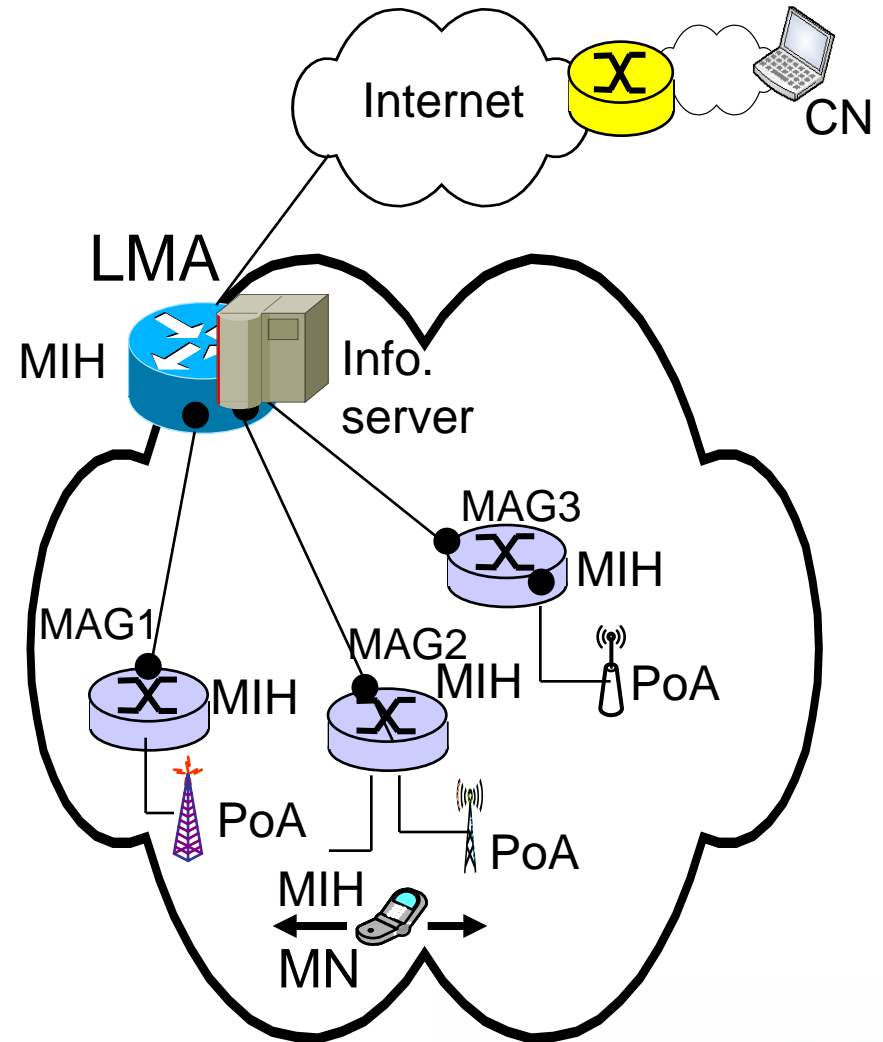 Internet
CN
LMA
MIH
Info.
server
MAG3
MIH
MAG1
MAG2
MIH
MIH
PoA
PoA
PoA
MIH
MN